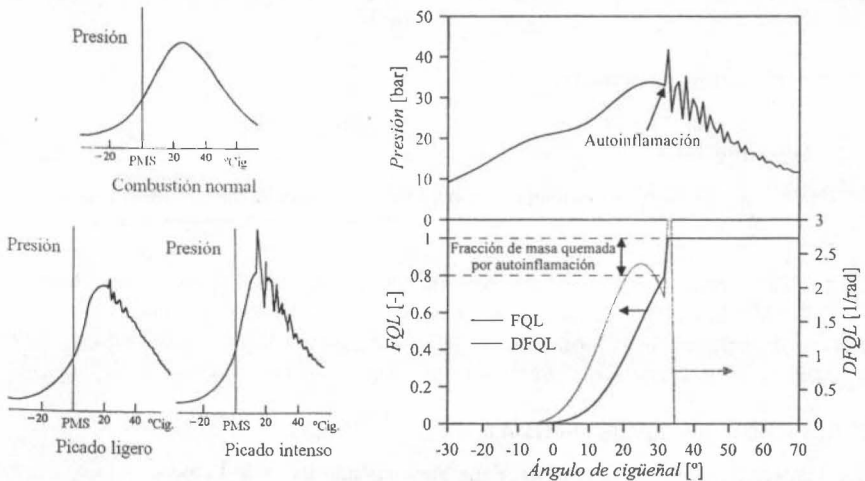 Presión
-20 PMS 20 40 ºCig.
Combustión normal
Presión
-20 PMS 20 40 ºCig.
Picado ligero
Presión
-20 PMS 20 40 ºCig.
Picado intenso
Presión [bar]
50
40
30
20
10
0
Autoinflamación
FQL [-]
1
0.8
0.6
0.4
0.2
0
Fracción de masa quemada
por autoinflamación
FQL
DFQL
3
2.5
2
1.5
1
0.5
0
DFQL [1/rad]
-30 -20 -10 0 10 20 30 40 50 60 70
Ángulo de cigüeñal [º]